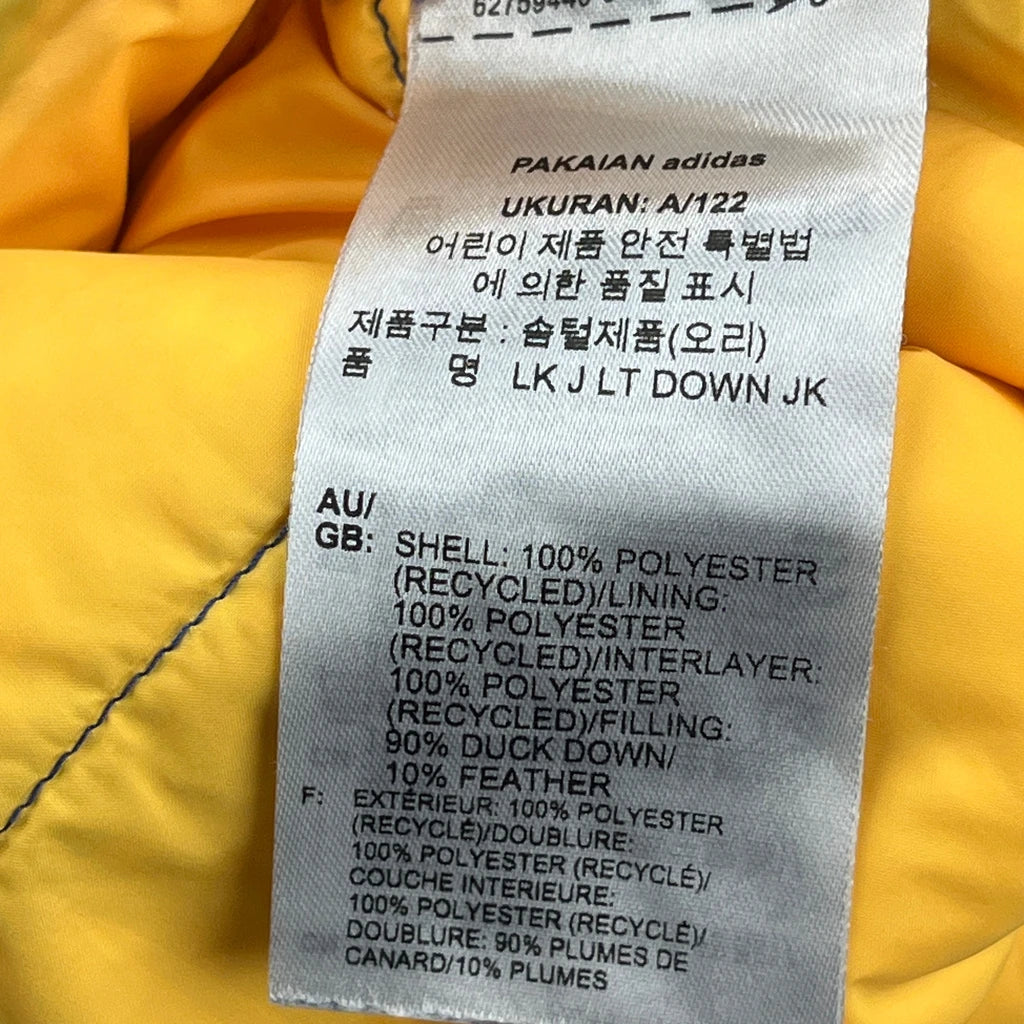 PAKAIAN adidas
UKURAN: A/122
어린이 제품 안전 특별법
에 의한 품질 표시
제품구분 : 솜털제품(오리)
품 명 LK J LT DOWN JK
AU/
GB: SHELL: 100% POLYESTER
(RECYCLED)/LINING:
100% POLYESTER
(RECYCLED)/INTERLAYER:
100% POLYESTER
(RECYCLED)/FILLING:
90% DUCK DOWN/
10% FEATHER
F: EXTÉRIEUR: 100% POLYESTER
(RECYCLÉ)/DOUBLURE:
100% POLYESTER (RECYCLÉ)/
COUCHE INTERIEURE:
100% POLYESTER (RECYCLÉ)/
DOUBLURE: 90% PLUMES DE
CANARD/10% PLUMES